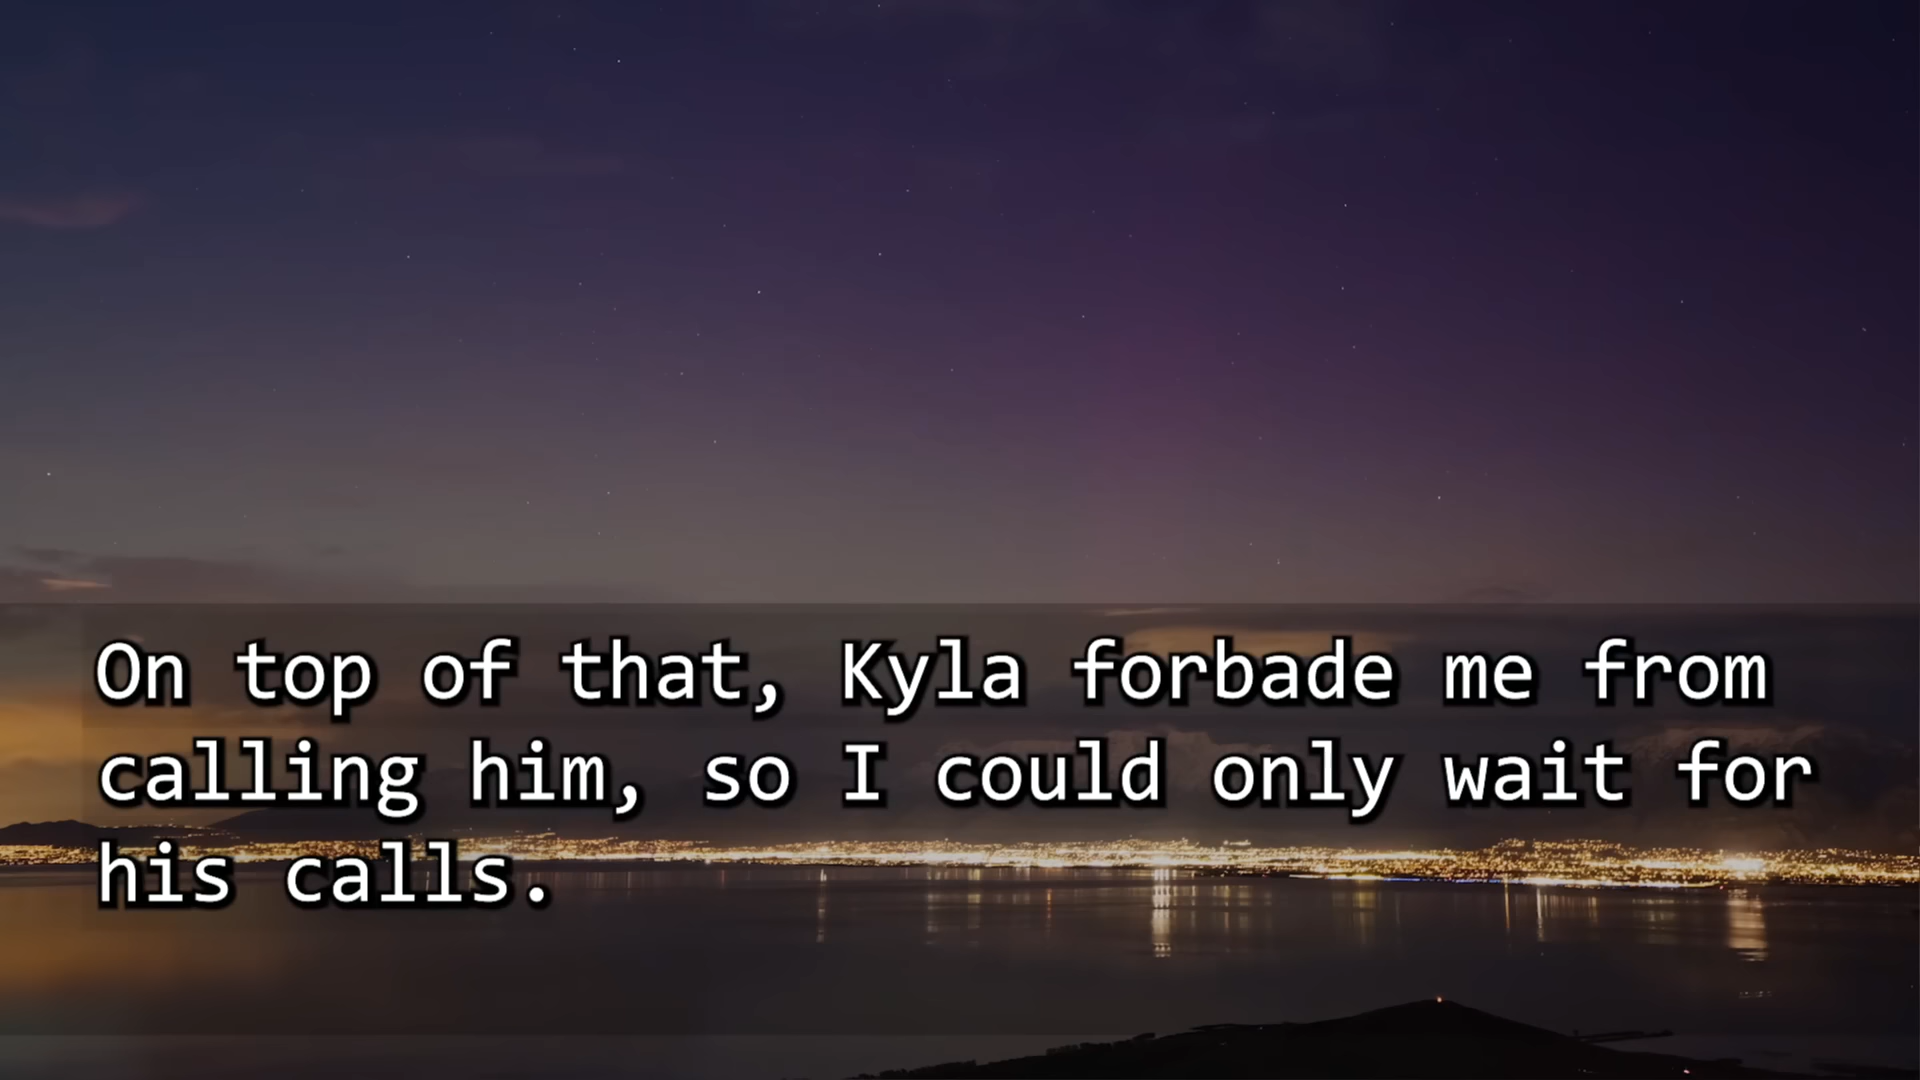 On top of that, Kyla forbade me from
calling him, so I could only wait for
his calls.